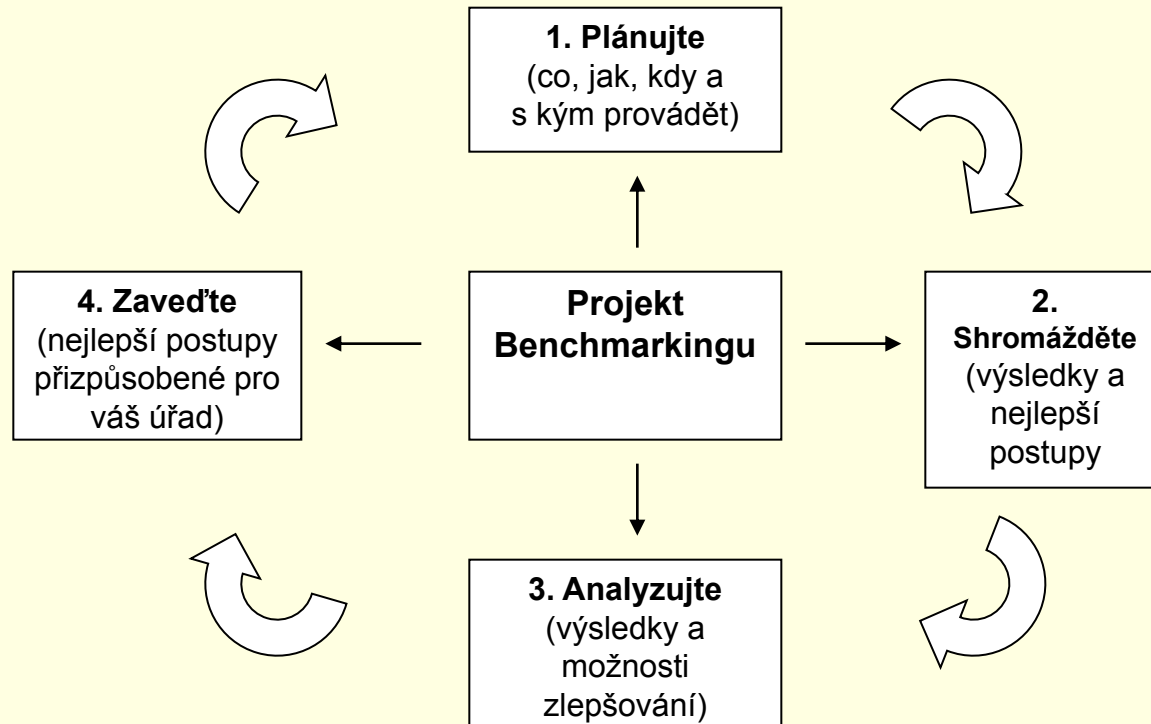 1. Plánujte
(co, jak, kdy a
s kým provádět)
4. Zaveďte
(nejlepší postupy
přizpůsobené pro
váš úřad)
Projekt
Benchmarkingu
2.
Shromážděte
(výsledky a
nejlepší
postupy
3. Analyzujte
(výsledky a
možnosti
zlepšování)